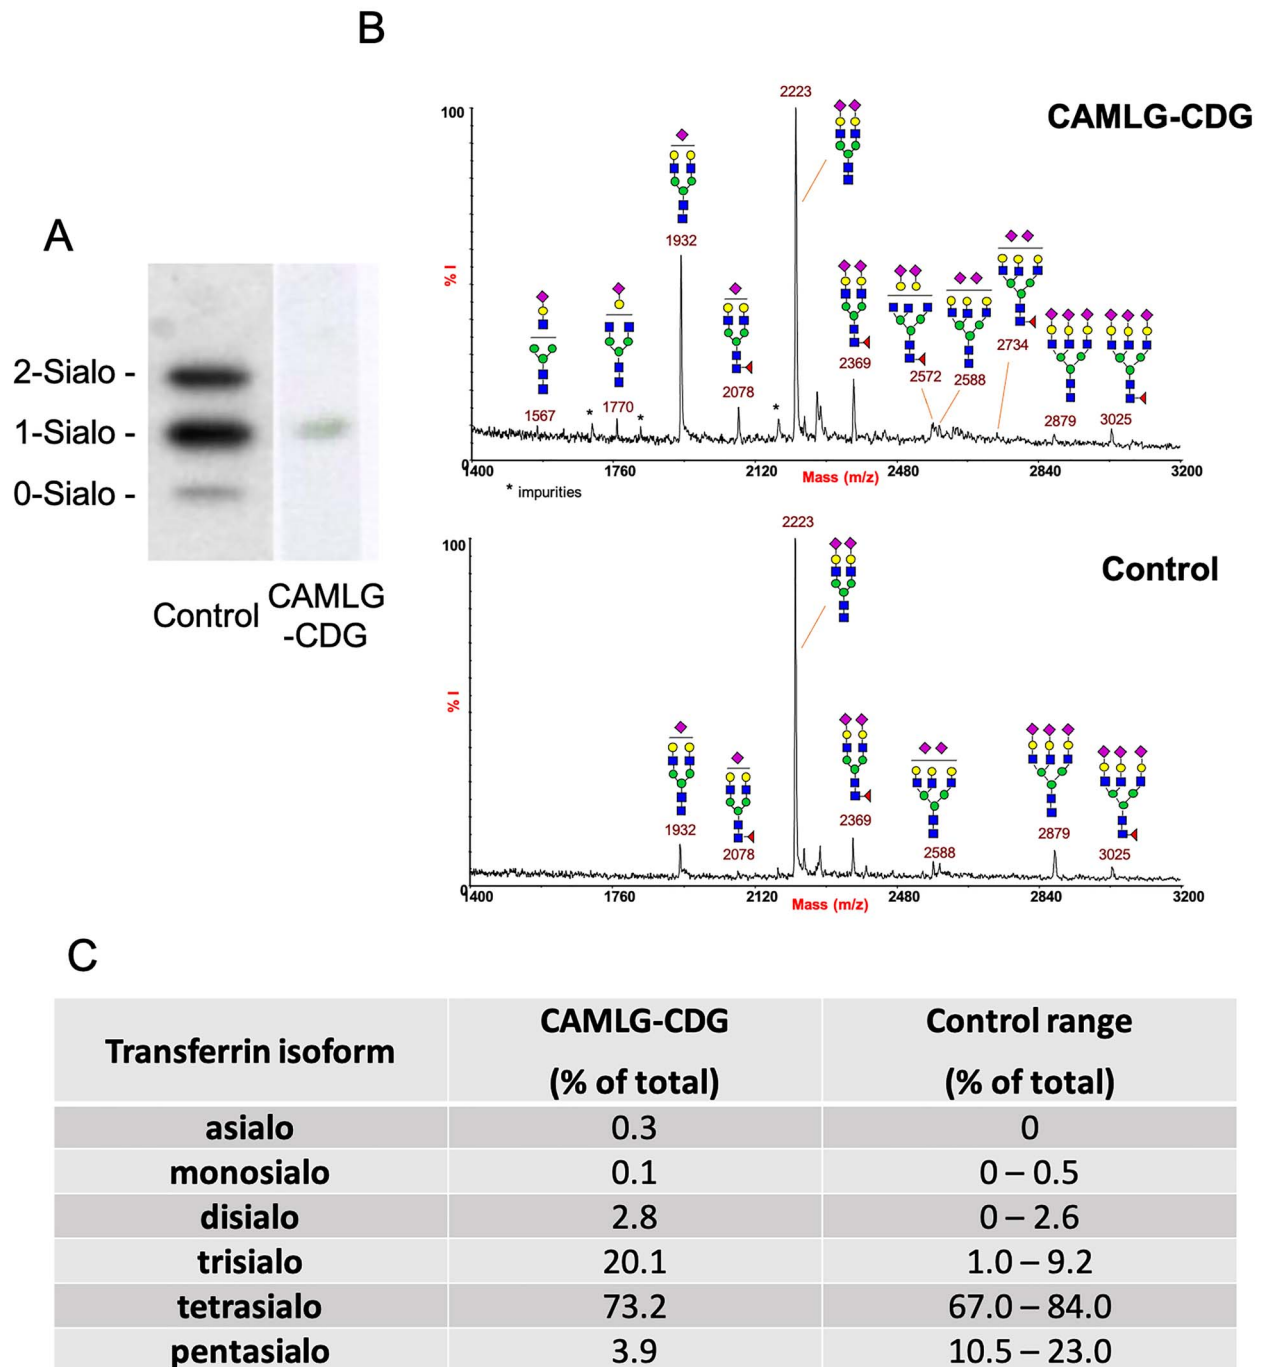 A
2-Sialo -
1-Sialo -
0-Sialo -
Control
CAMLG
-CDG
B
CAMLG-CDG
100
% I
0
1567
*
1770
*
1932
2078
*
2223
2369
2572
2588
2734
2879
3025
1400
1760
2120
2480
2840
3200
Mass (m/z)
* impurities
Control
100
% I
0
1932
2078
2223
2369
2588
2879
3025
1400
1760
2120
2480
2840
3200
Mass (m/z)
C
Transferrin isoform
CAMLG-CDG
(% of total)
Control range
(% of total)
asialo 0.3 0
monosialo 0.1 0 – 0.5
disialo 2.8 0 – 2.6
trisialo 20.1 1.0 – 9.2
tetrasialo 73.2 67.0 – 84.0
pentasialo 3.9 10.5 – 23.0